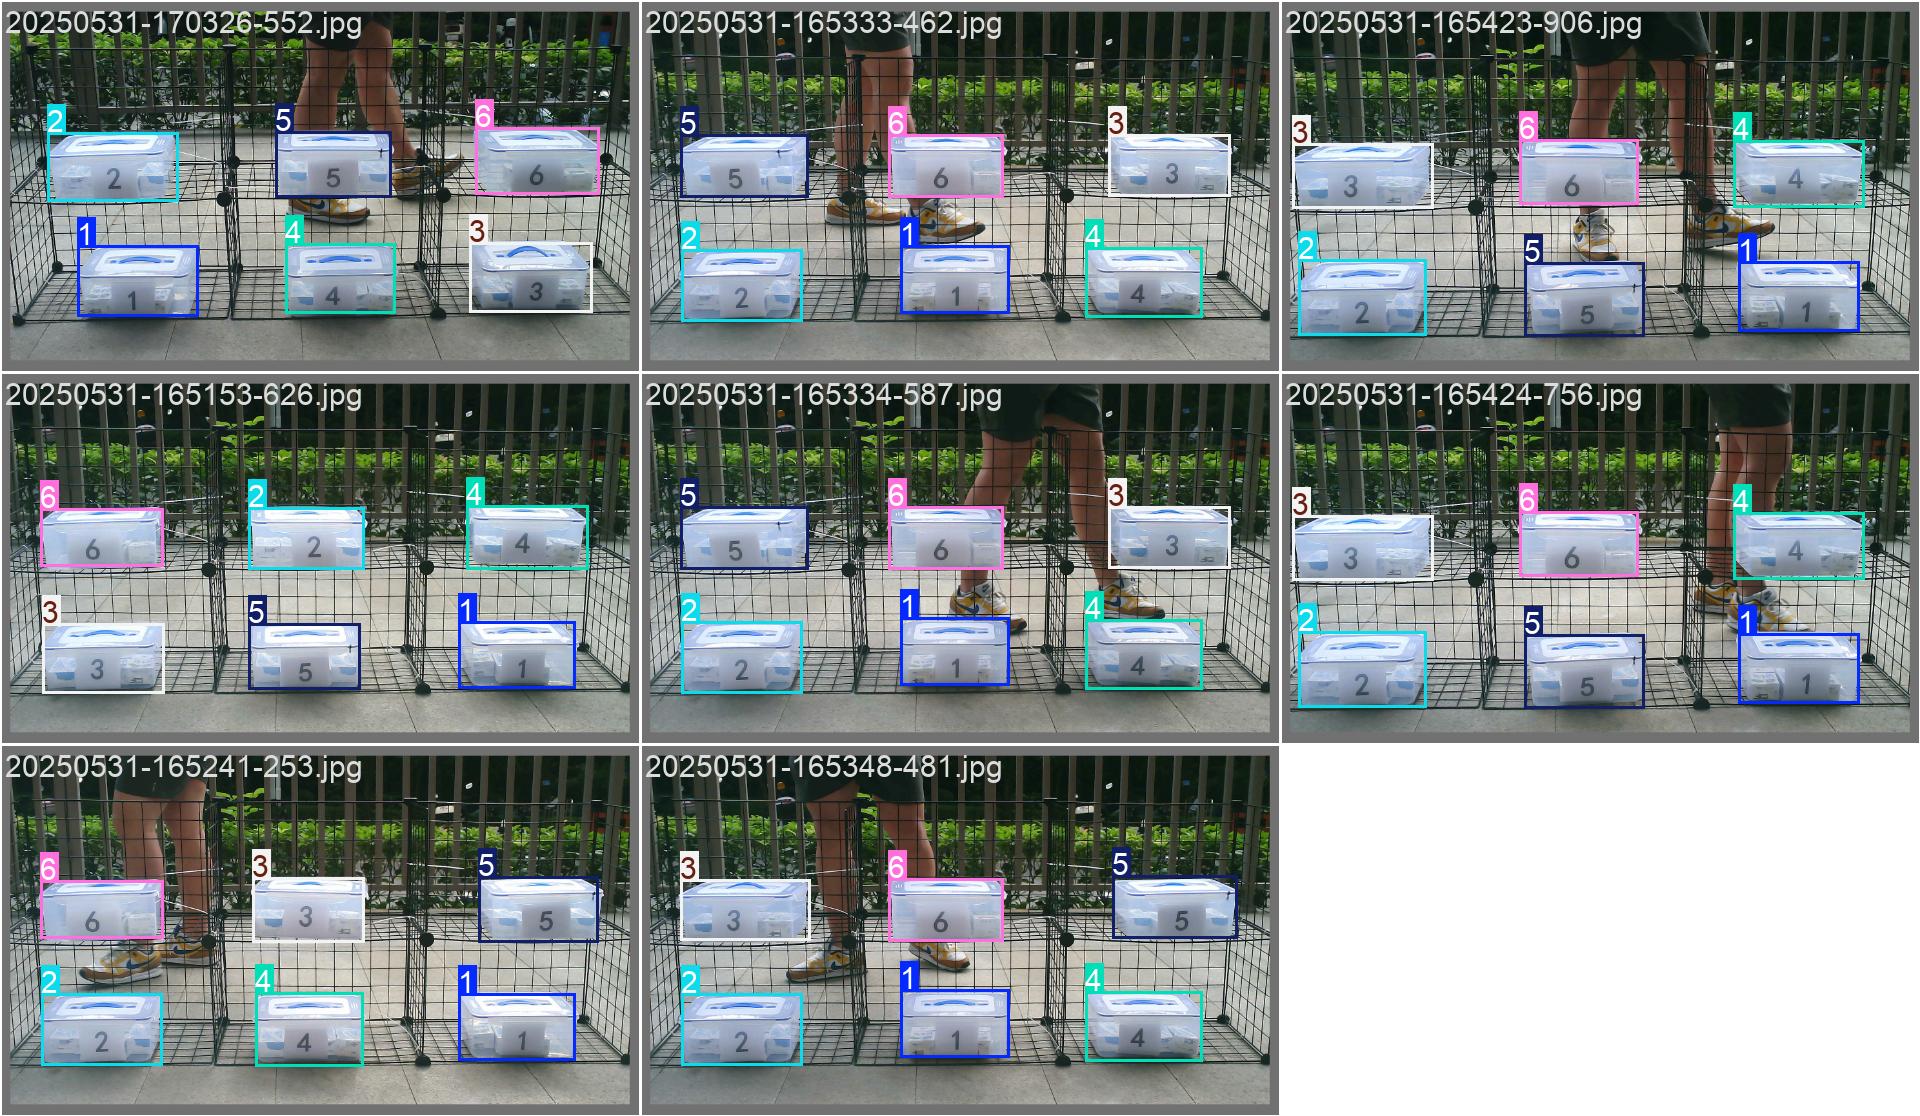 20250531-170326-552.jpg
2 5 6
2 5 6
1 4 3
1 4 3
20250531-165333-462.jpg
5 6 3
5 6 3
2 1 4
2 1 4
20250531-165423-906.jpg
3 6 4
3 6 4
2 5 1
2 5 1
20250531-165153-626.jpg
6 2 4
6 2 4
3 5 1
3 5 1
20250531-165334-587.jpg
5 6 3
5 6 3
2 1 4
2 1 4
20250531-165424-756.jpg
3 6 4
3 6 4
2 5 1
2 5 1
20250531-165241-253.jpg
6 3 5
6 3 5
2 4 1
2 4 1
20250531-165348-481.jpg
3 6 5
3 6 5
2 1 4
2 1 4